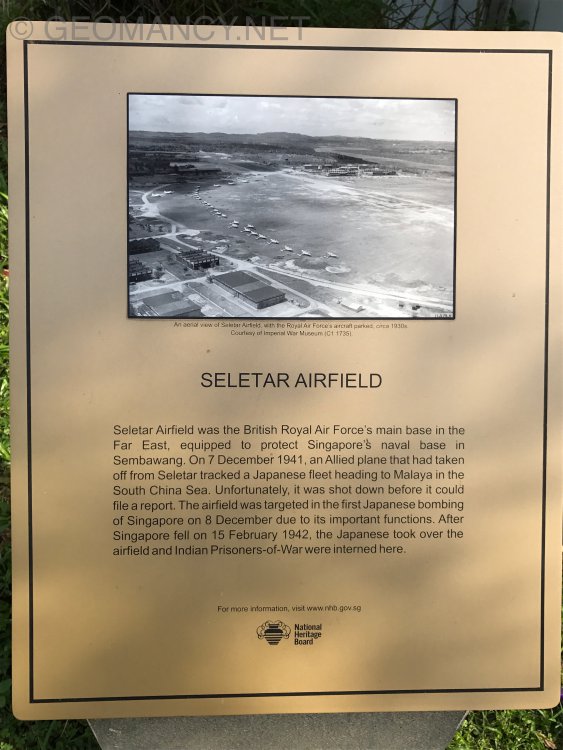 © GEOMANCY.NET
An aerial view of Seletar Airfield, with the Royal Air Force's aircraft parked, circa 1930s.
Courtesy of Imperial War Museum (C1 1735).
SELETAR AIRFIELD
Seletar Airfield was the British Royal Air Force's main base in the
Far East, equipped to protect Singapore's naval base in
Sembawang. On 7 December 1941, an Allied plane that had taken
off from Seletar tracked a Japanese fleet heading to Malaya in the
South China Sea. Unfortunately, it was shot down before it could
file a report. The airfield was targeted in the first Japanese bombing
of Singapore on 8 December due to its important functions. After
Singapore fell on 15 February 1942, the Japanese took over the
airfield and Indian Prisoners-of-War were interned here.
For more information, visit www.nhb.gov.sg
National
Heritage
Board